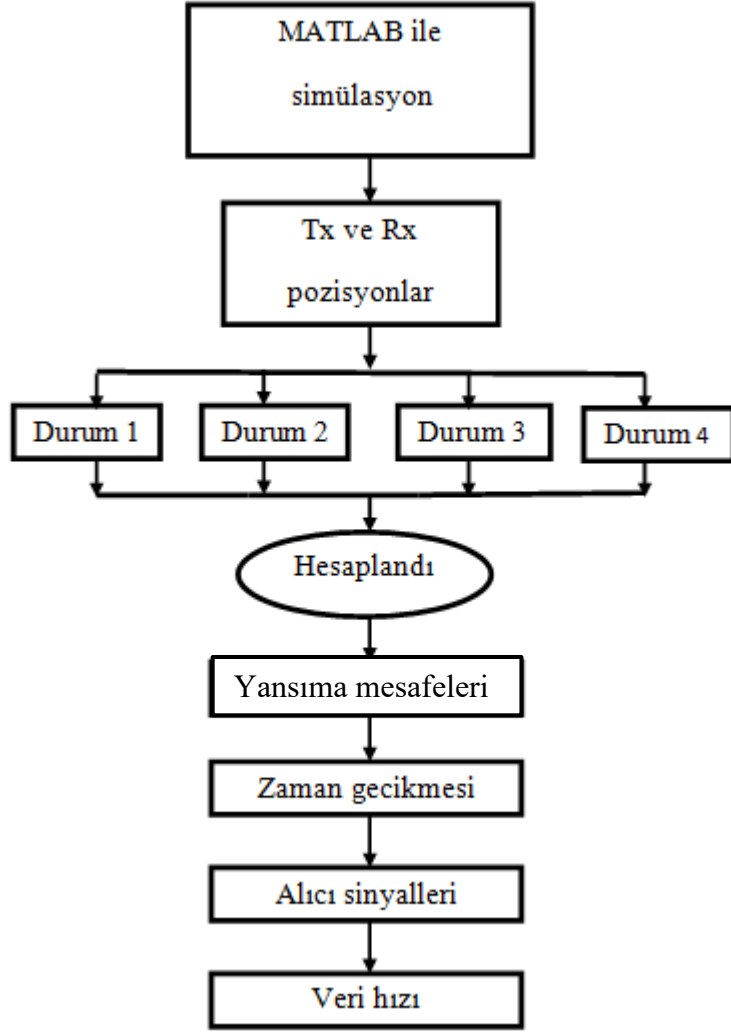 MATLAB ile
simülasyon
Tx ve Rx
pozisyonlar
Durum 1
Durum 2
Durum 3
Durum 4
Hesaplandı
Yansıma mesafeleri
Zaman gecikmesi
Alıcı sinyalleri
Veri hızı